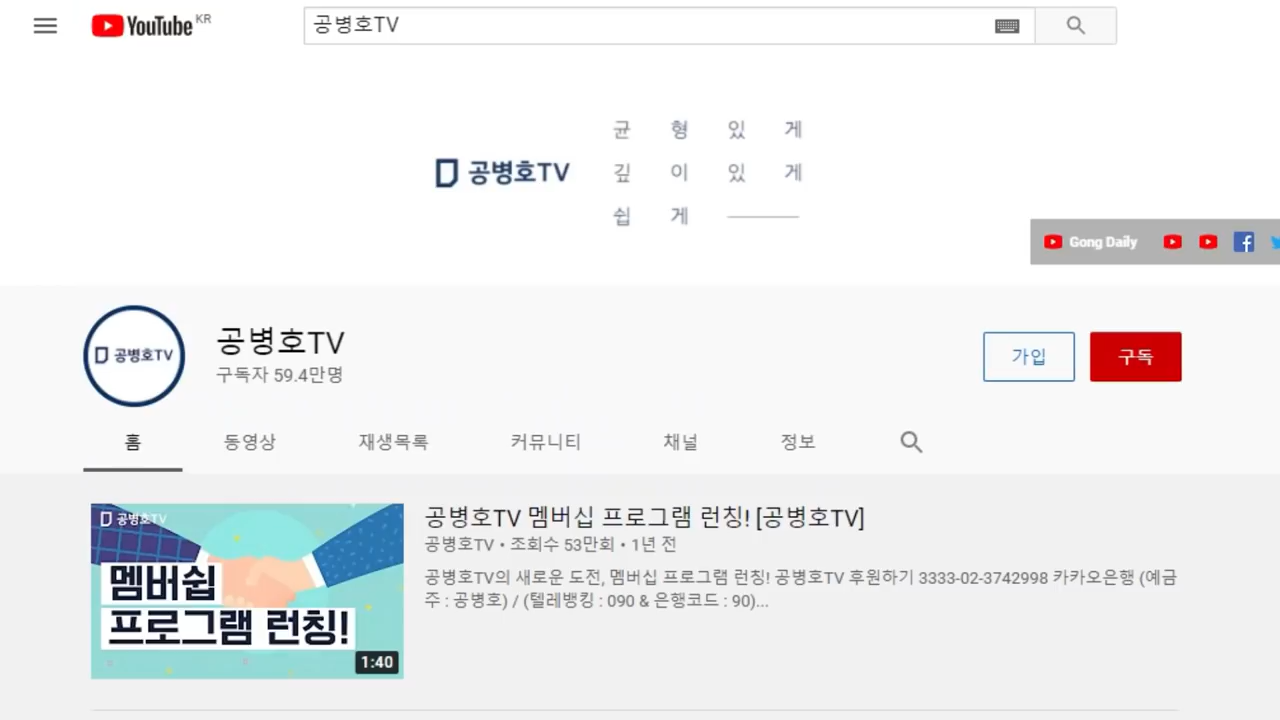 YouTube KR
공병호TV
균 형 있 게
공병호TV
깊 이 있 게
쉽 게
Gong Daily
공병호TV
공병호TV
구독자 59.4만명
가입
구독
홈
동영상
재생목록
커뮤니티
채널
정보
공병호TV
멤버쉽
프로그램 런칭!
1:40
공병호TV 멤버십 프로그램 런칭! [공병호TV]
공병호TV • 조회수 53만회 • 1년 전
공병호TV의 새로운 도전, 멤버십 프로그램 런칭! 공병호TV 후원하기 3333-02-3742998 카카오은행 (예금
주 : 공병호) / (텔레뱅킹 : 090 & 은행코드 : 90)...